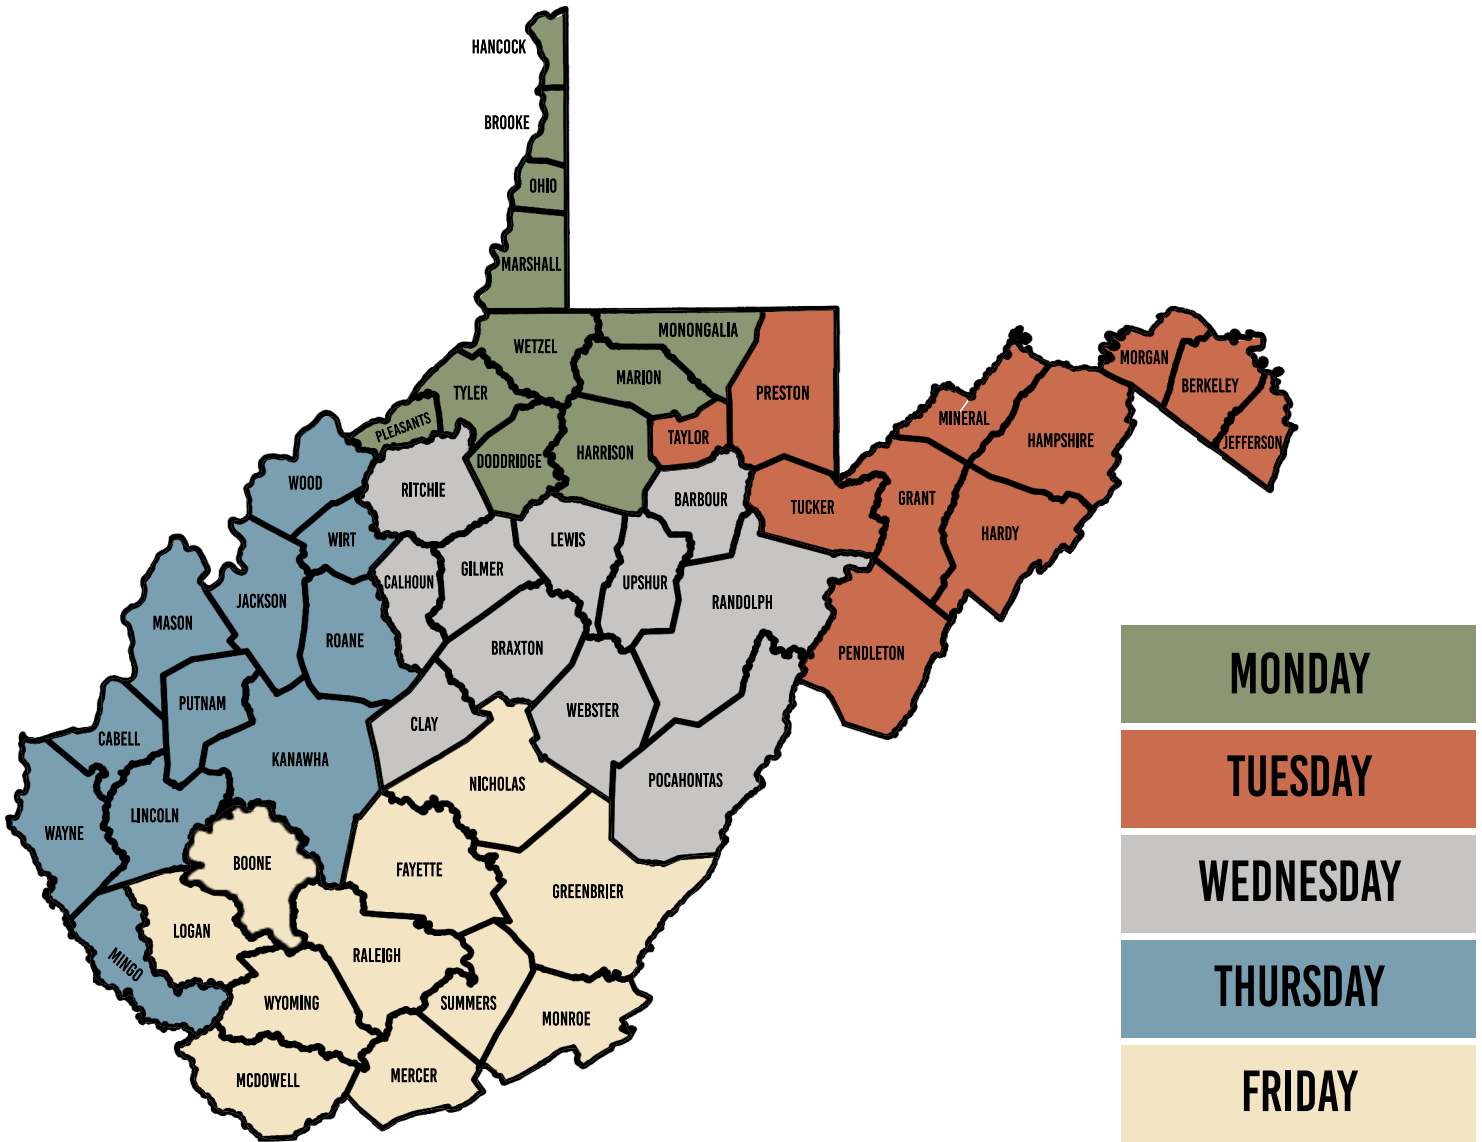 HANCOCK
BROOKE
OHIO
MARSHALL
WETZEL
MONONGALIA
MARION
TYLER
PLEASANTS
DODDRIDGE
HARRISON
TAYLOR
PRESTON
MINERAL
HAMPSHIRE
MORGAN
BERKELEY
JEFFERSON
GRANT
HARDY
TUCKER
PENDLETON
WOOD
RITCHIE
BARBOUR
WIRT
CALHOUN
GILMER
LEWIS
UPSHUR
RANDOLPH
MASON
JACKSON
ROANE
BRAXTON
WEBSTER
PUTNAM
CLAY
CABELL
KANAWHA
NICHOLAS
POCAHONTAS
WAYNE
LINCOLN
BOONE
FAYETTE
GREENBRIER
LOGAN
MINGO
RALEIGH
WYOMING
SUMMERS
MONROE
MCDOWELL
MERCER
MONDAY
TUESDAY
WEDNESDAY
THURSDAY
FRIDAY